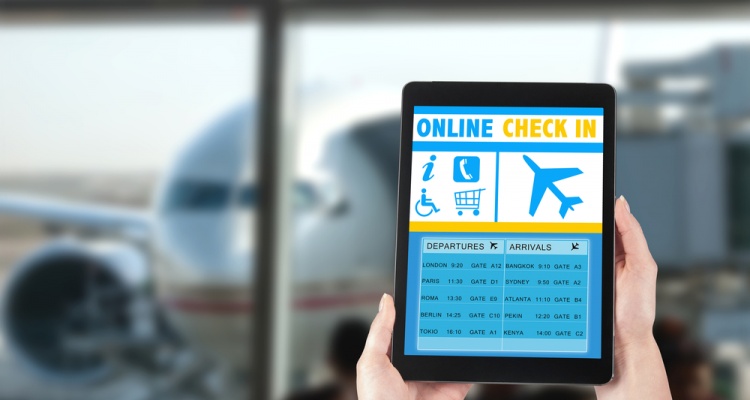 ONLINE CHECK IN
DEPARTURES ARRIVALS
LONDON 9:20 GATE A12 BANGKOK 9:10 GATE A3
PARIS 11:30 GATE D1 SYDNEY 9:50 GATE A2
ROMA 13:30 GATE E9 ATLANTA 11:10 GATE B4
BERLIN 14:25 GATE C10 PEKIN 12:20 GATE B1
TOKIO 16:10 GATE A1 KENYA 14:00 GATE C2